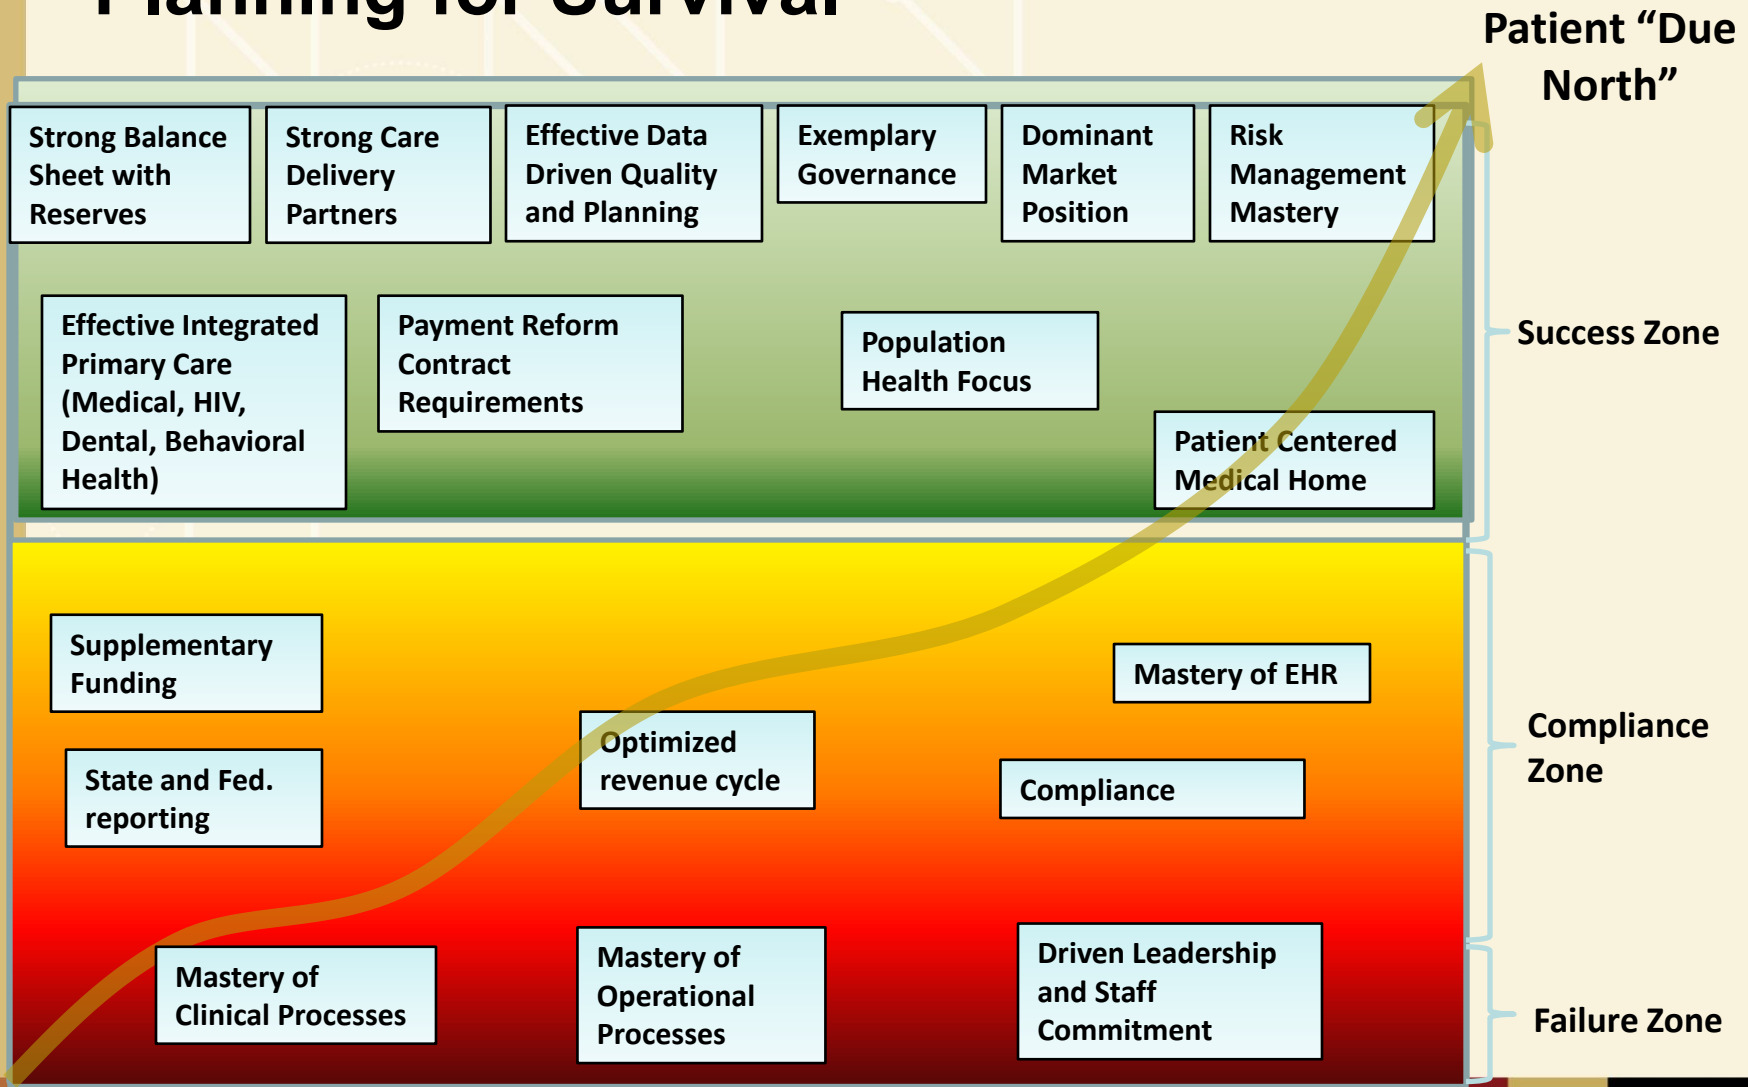 Planning for Survival
Patient “Due
North”
Strong Balance
Sheet with
Reserves
Strong Care
Delivery
Partners
Effective Data
Driven Quality
and Planning
Exemplary
Governance
Dominant
Market
Position
Risk
Management
Mastery
Effective Integrated
Primary Care
(Medical, HIV,
Dental, Behavioral
Health)
Payment Reform
Contract
Requirements
Population
Health Focus
Patient Centered
Medical Home
Success Zone
Supplementary
Funding
State and Fed.
reporting
Optimized
revenue cycle
Mastery of EHR
Compliance
Compliance
Zone
Mastery of
Clinical Processes
Mastery of
Operational
Processes
Driven Leadership
and Staff
Commitment
Failure Zone